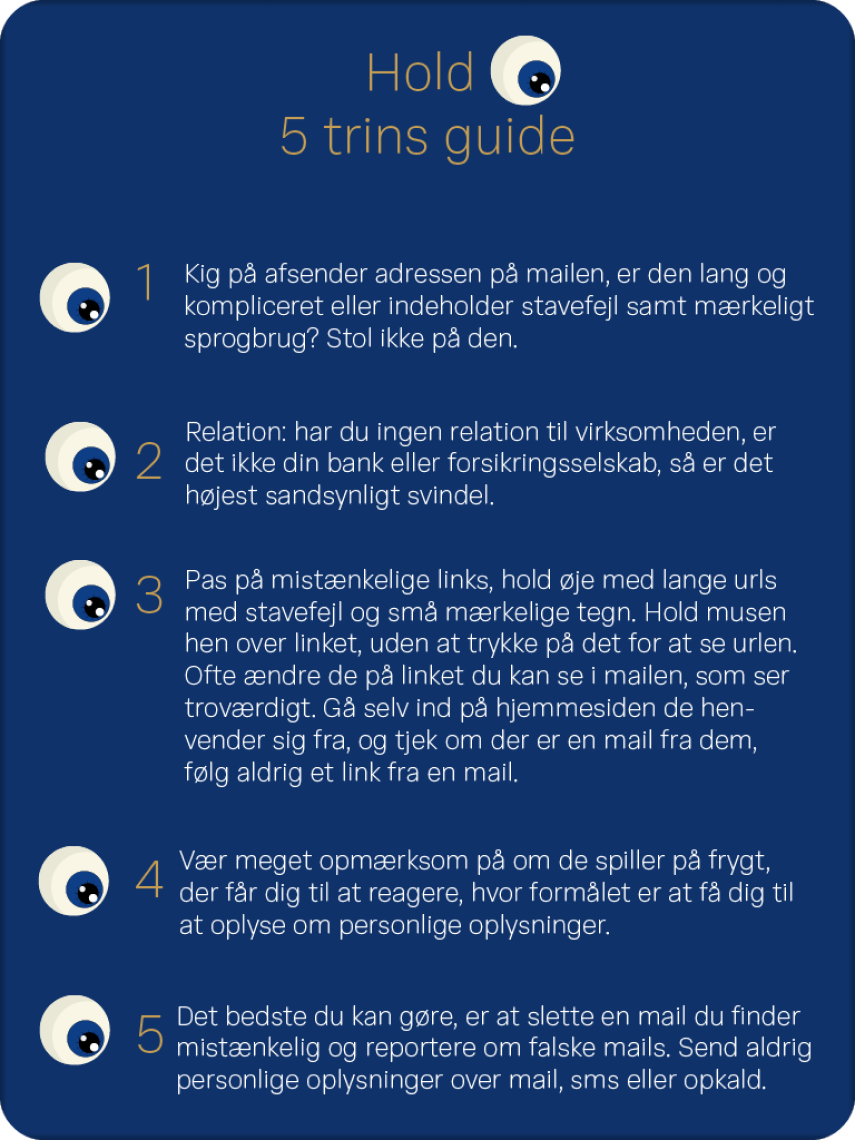 Hold
5 trins guide
1 Kig på afsender adressen på mailen, er den lang og
kompliceret eller indeholder stavefejl samt mærkeligt
sprogbrug? Stol ikke på den.
2 Relation: har du ingen relation til virksomheden, er
det ikke din bank eller forsikringsselskab, så er det
højest sandsynligt svindel.
3 Pas på mistænkelige links, hold øje med lange urls
med stavefejl og små mærkelige tegn. Hold musen
hen over linket, uden at trykke på det for at se urlen.
Ofte ændre de på linket du kan se i mailen, som ser
troværdigt. Gå selv ind på hjemmesiden de hen-
vender sig fra, og tjek om der er en mail fra dem,
følg aldrig et link fra en mail.
4 Vær meget opmærksom på om de spiller på frygt,
der får dig til at reagere, hvor formålet er at få dig til
at oplyse om personlige oplysninger.
5 Det bedste du kan gøre, er at slette en mail du finder
mistænkelig og reportere om falske mails. Send aldrig
personlige oplysninger over mail, sms eller opkald.